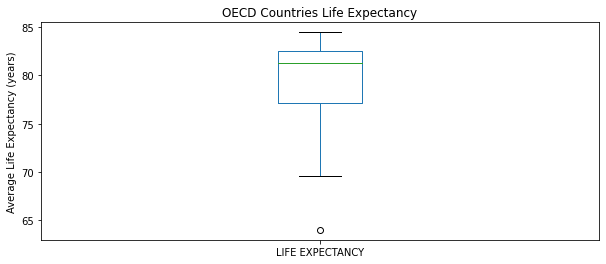 OECD Countries Life Expectancy
Average Life Expectancy (years)
85
80
75
70
65
LIFE EXPECTANCY